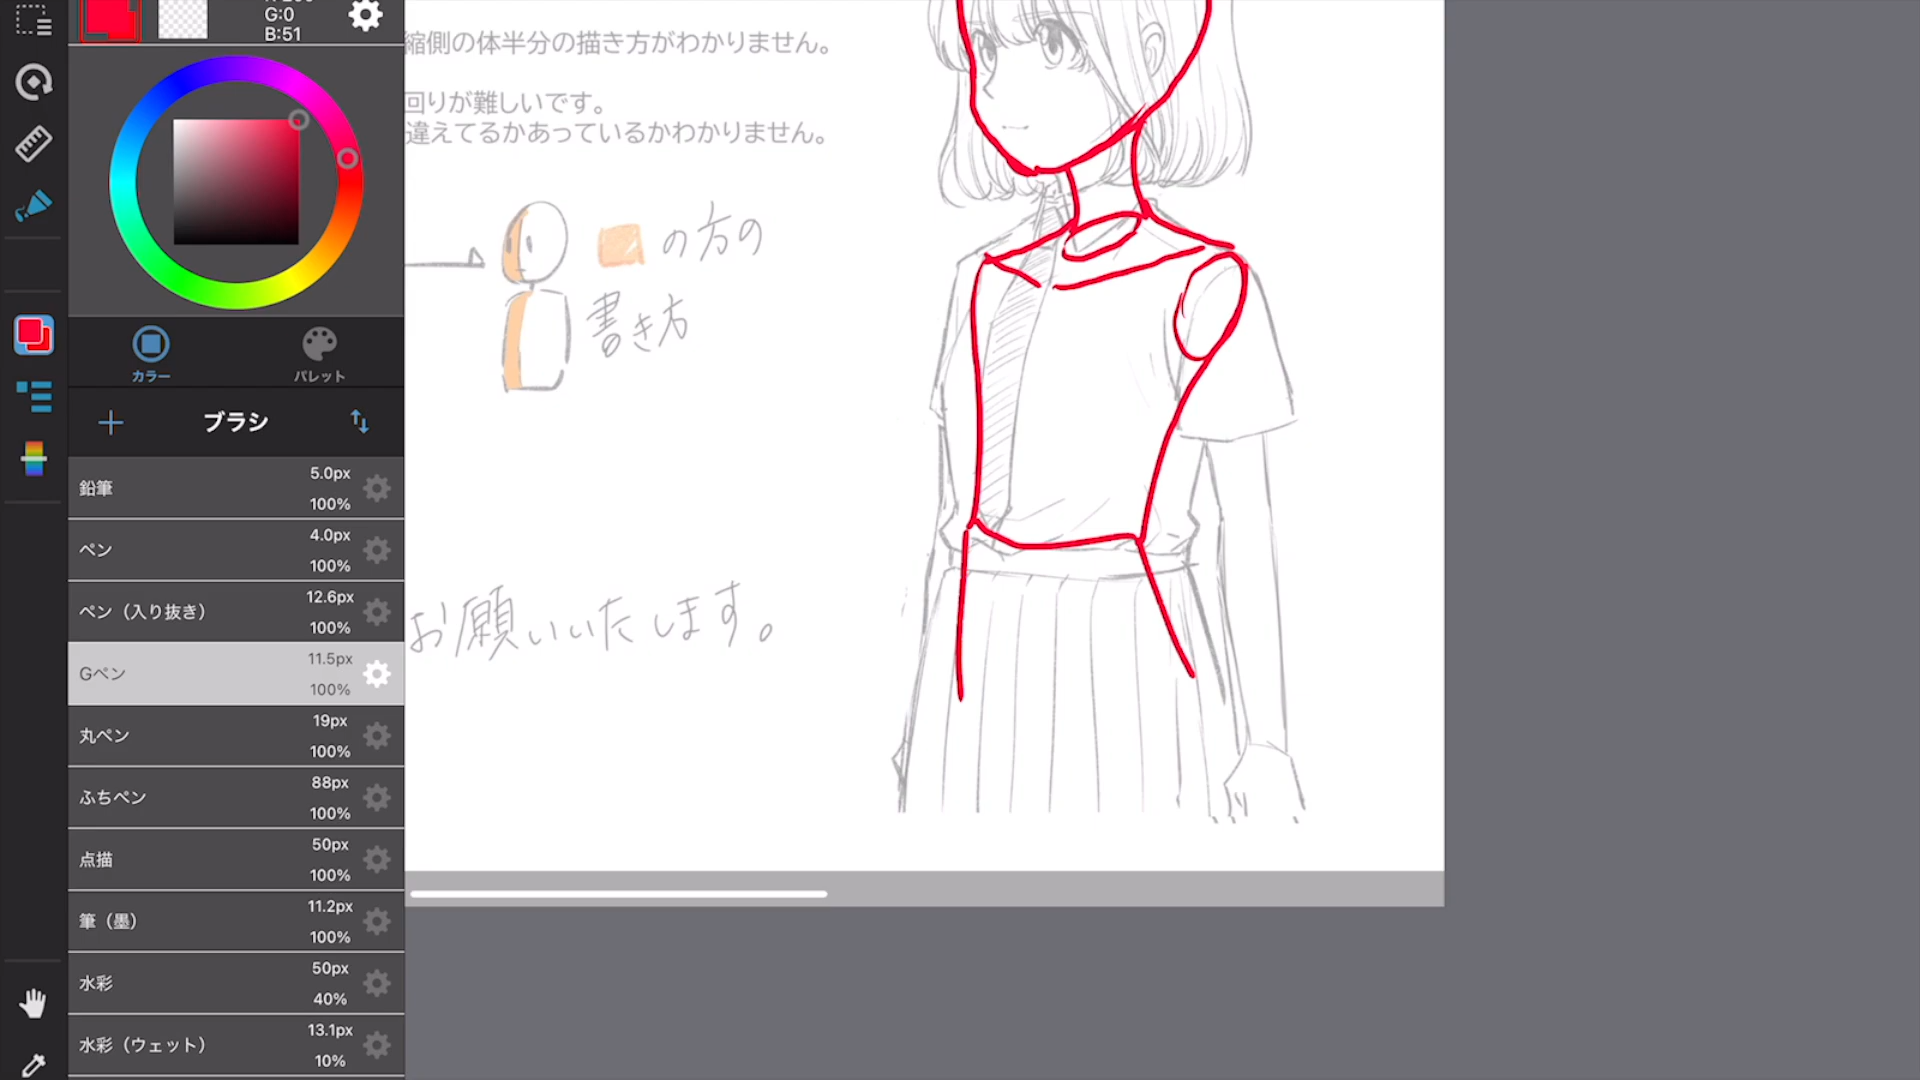 G:0
B:51
縮側の体半分の描き方がわかりません。
回りが難しいです。
違えてるかあっているかわかりません。
の方の
書き方
お願いいたします。
カラー
パレット
ブラシ
鉛筆
5.0px
100%
ペン
4.0px
100%
ペン（入り抜き）
12.6px
100%
Gペン
11.5px
100%
丸ペン
19px
100%
ふちペン
88px
100%
点描
50px
100%
筆（墨）
11.2px
100%
水彩
50px
40%
水彩（ウェット）
13.1px
10%